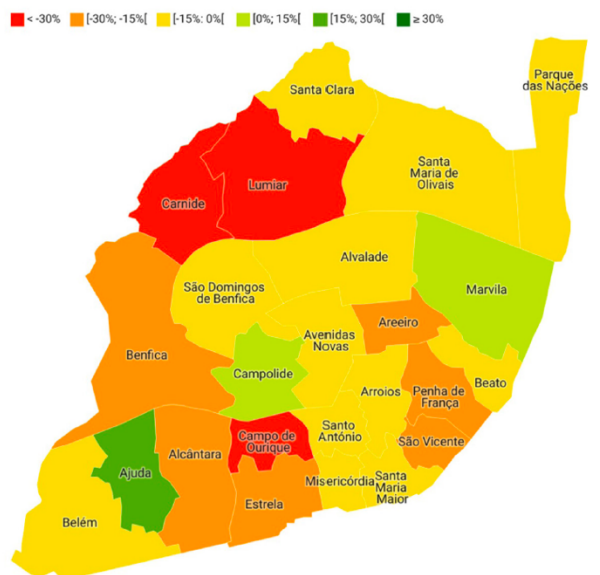 < -30% [-30%; -15%[ [-15%: 0%[ [0%; 15%[ [15%; 30%[ ≥ 30%
Parque
das Nações
Santa Clara
Santa
Maria de
Olivais
Lumiar
Carnide
Alvalade
São Domingos
de Benfica
Marvila
Areeiro
Avenidas
Novas
Benfica
Campolide
Beato
Arroios
Penha de
França
Santo
António
Campo de
Ourique
São Vicente
Alcântara
Ajuda
Misericórdia
Santa
Maria
Maior
Estrela
Belém